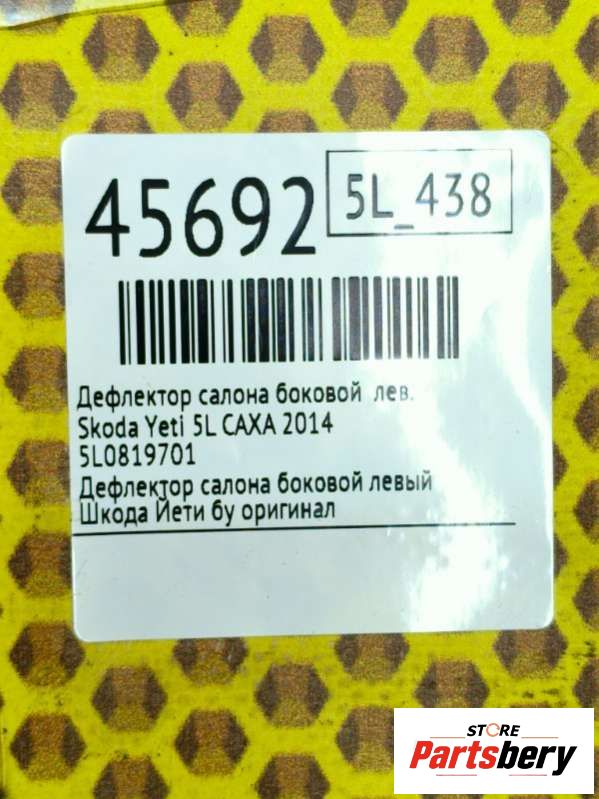 45692
5L_438
Дефлектор салона боковой лев.
Skoda Yeti 5L CAXA 2014
5L0819701
Дефлектор салона боковой левый
Шкода Йети бу оригинал
STORE
Partsbery